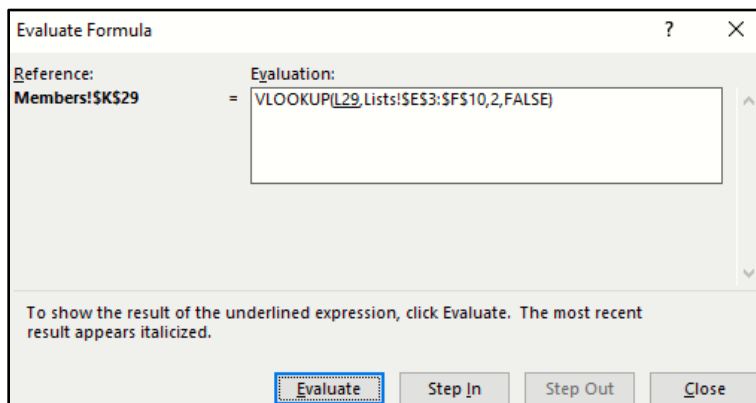 Evaluate Formula ? ×
Reference: Evaluation:
Members!$K$29 = VLOOKUP(L29,Lists!$E$3:$F$10,2,FALSE)
To show the result of the underlined expression, click Evaluate.  The most recent
result appears italicized.
Evaluate Step In Step Out Close